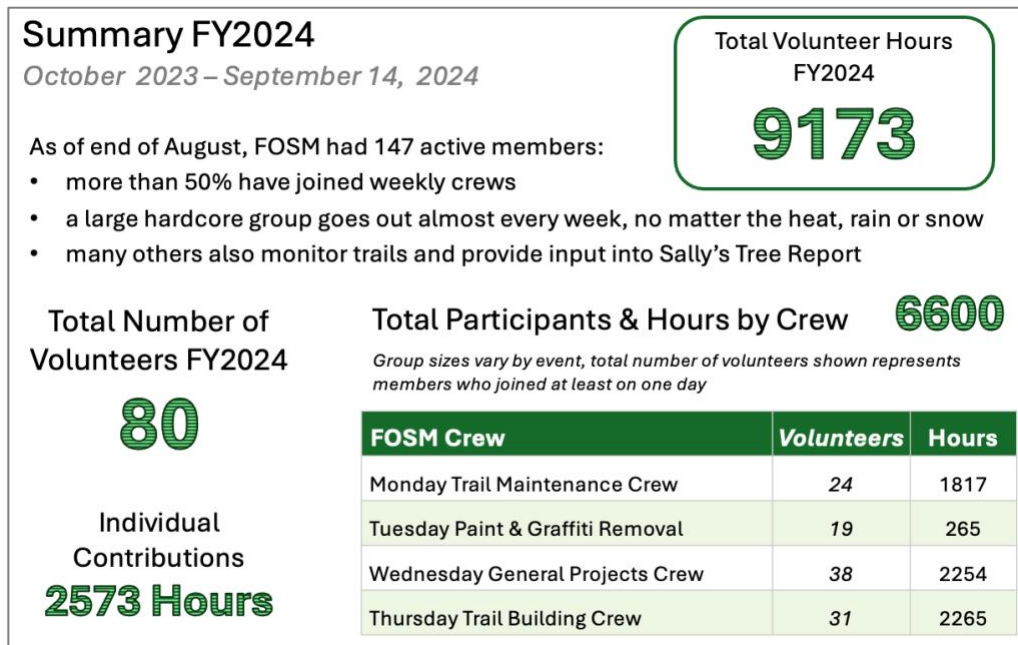 Summary FY2024
October 2023 – September 14, 2024
Total Volunteer Hours
FY2024
9173
As of end of August, FOSM had 147 active members:
• more than 50% have joined weekly crews
• a large hardcore group goes out almost every week, no matter the heat, rain or snow
• many others also monitor trails and provide input into Sally's Tree Report
Total Number of
Volunteers FY2024
80
Individual
Contributions
2573 Hours
Total Participants & Hours by Crew 6600
Group sizes vary by event, total number of volunteers shown represents
members who joined at least on one day
FOSM Crew Volunteers Hours
Monday Trail Maintenance Crew 24 1817
Tuesday Paint & Graffiti Removal 19 265
Wednesday General Projects Crew 38 2254
Thursday Trail Building Crew 31 2265